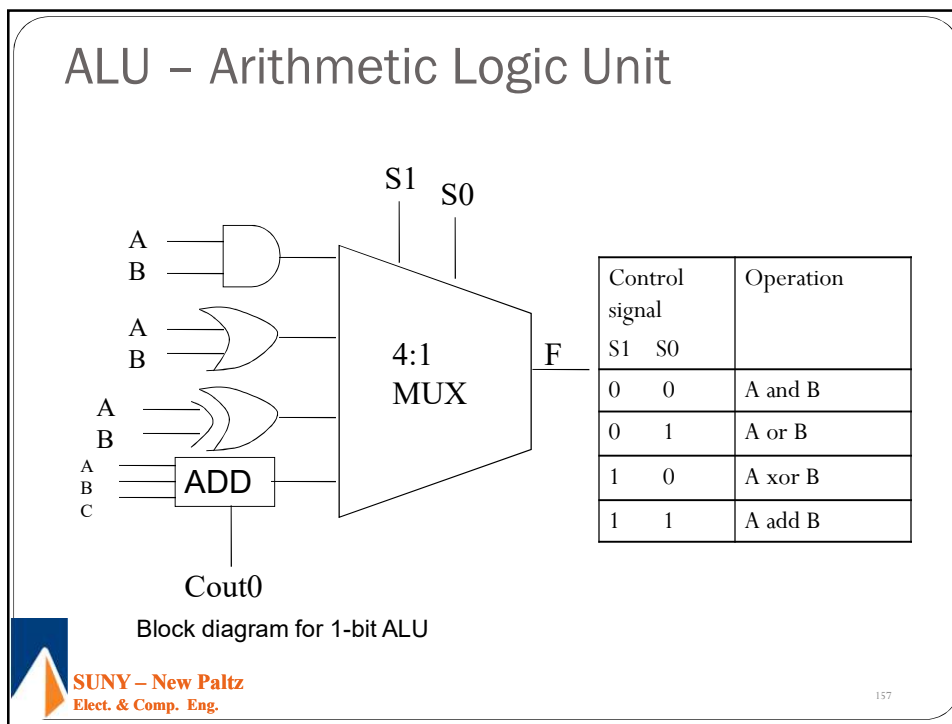 ALU – Arithmetic Logic Unit
S1
S0
A
B
A
B
A
B
A
B
C
ADD
Cout0
4:1
MUX
F
Control signal
S1 S0
Operation
0 0 A and B
0 1 A or B
1 0 A xor B
1 1 A add B
Block diagram for 1-bit ALU
SUNY – New Paltz
Elect. & Comp. Eng.
157